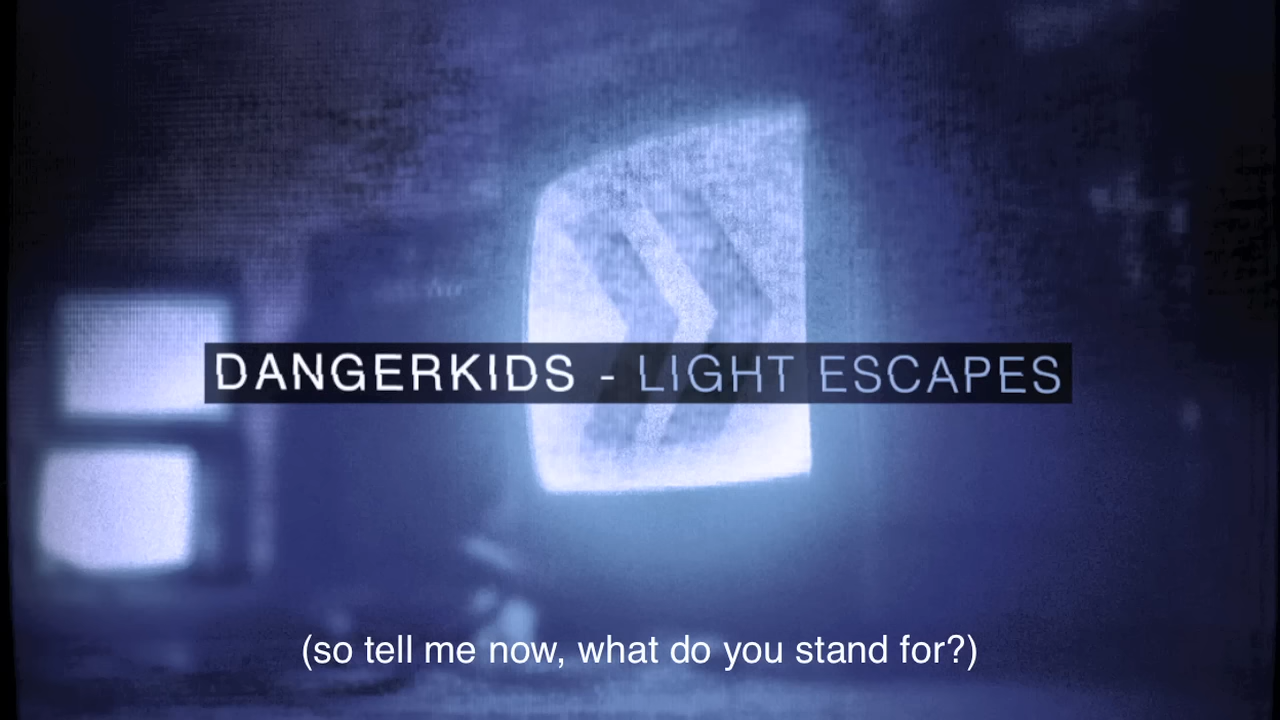 DANGERKIDS - LIGHT ESCAPES
(so tell me now, what do you stand for?)